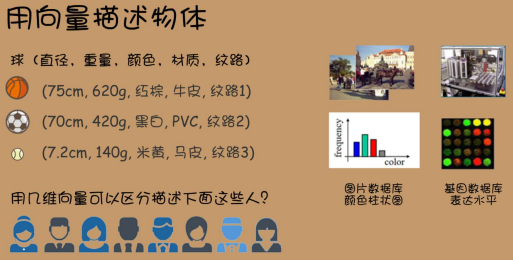 用向量描述物体
球（直径，重量，颜色，材质，纹路）
(75cm, 620g, 红棕, 牛皮, 纹路1)
(70cm, 420g, 黑白, PVC, 纹路2)
(7.2cm, 140g, 米黄, 马皮, 纹路3)
frequency
color
图片数据库
颜色柱状图
基因数据库
表达水平
用几维向量可以区分描述下面这些人?